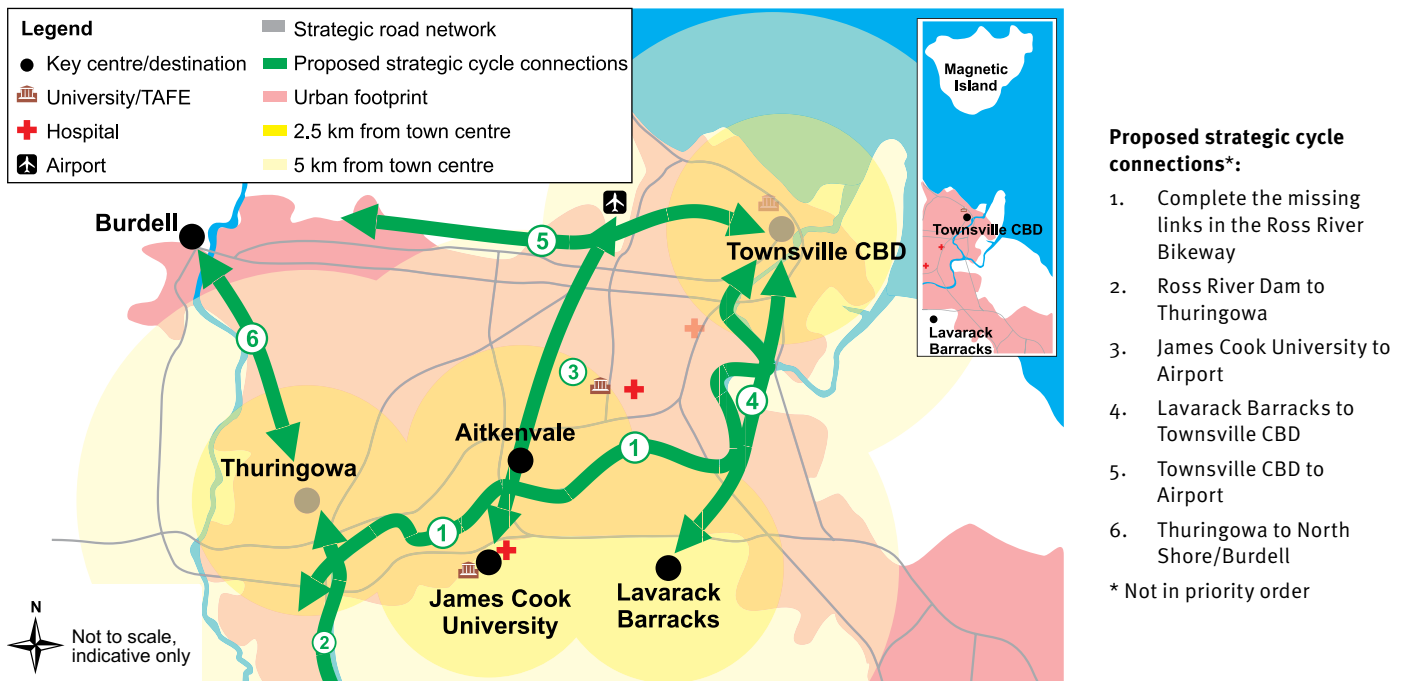 Legend
Key centre/destination
University/TAFE
Hospital
Airport
Strategic road network
Proposed strategic cycle connections
Urban footprint
2.5 km from town centre
5 km from town centre
Magnetic
Island
Townsville CBD
Lavarack
Barracks
Burdell
5
Townsville CBD
6
3
4
Aitkenvale
1
Thuringowa
1
James Cook
University
Lavarack
Barracks
2
N
Not to scale,
indicative only
Proposed strategic cycle
connections*:
1. Complete the missing
links in the Ross River
Bikeway
2. Ross River Dam to
Thuringowa
3. James Cook University to
Airport
4. Lavarack Barracks to
Townsville CBD
5. Townsville CBD to
Airport
6. Thuringowa to North
Shore/Burdell
* Not in priority order